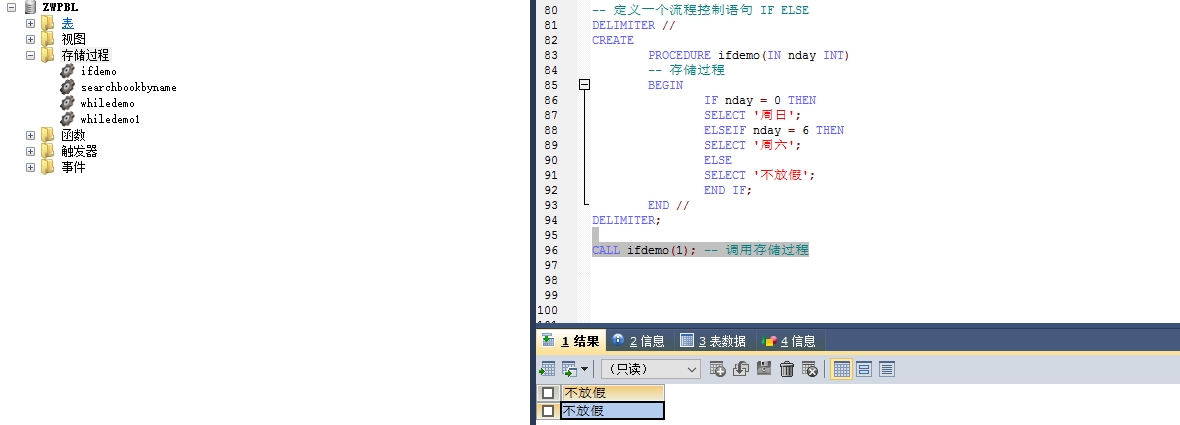 ZWPBL
表
视图
存储过程
ifdemo
searchbookbyname
whiledemo
whiledemo1
函数
触发器
事件
80 -- 定义一个流程控制语句 IF ELSE
81 DELIMITER //
82 CREATE
83 PROCEDURE ifdemo(IN nday INT)
84 -- 存储过程
85 BEGIN
86 IF nday = 0 THEN
87 SELECT '周日';
88 ELSEIF nday = 6 THEN
89 SELECT '周六';
90 ELSE
91 SELECT '不放假';
92 END IF;
93 END //
94 DELIMITER;
95
96 CALL ifdemo(1); -- 调用存储过程
97
98
99
100
1 结果 2 信息 3 表数据 4 信息
（只读）
不放假
不放假